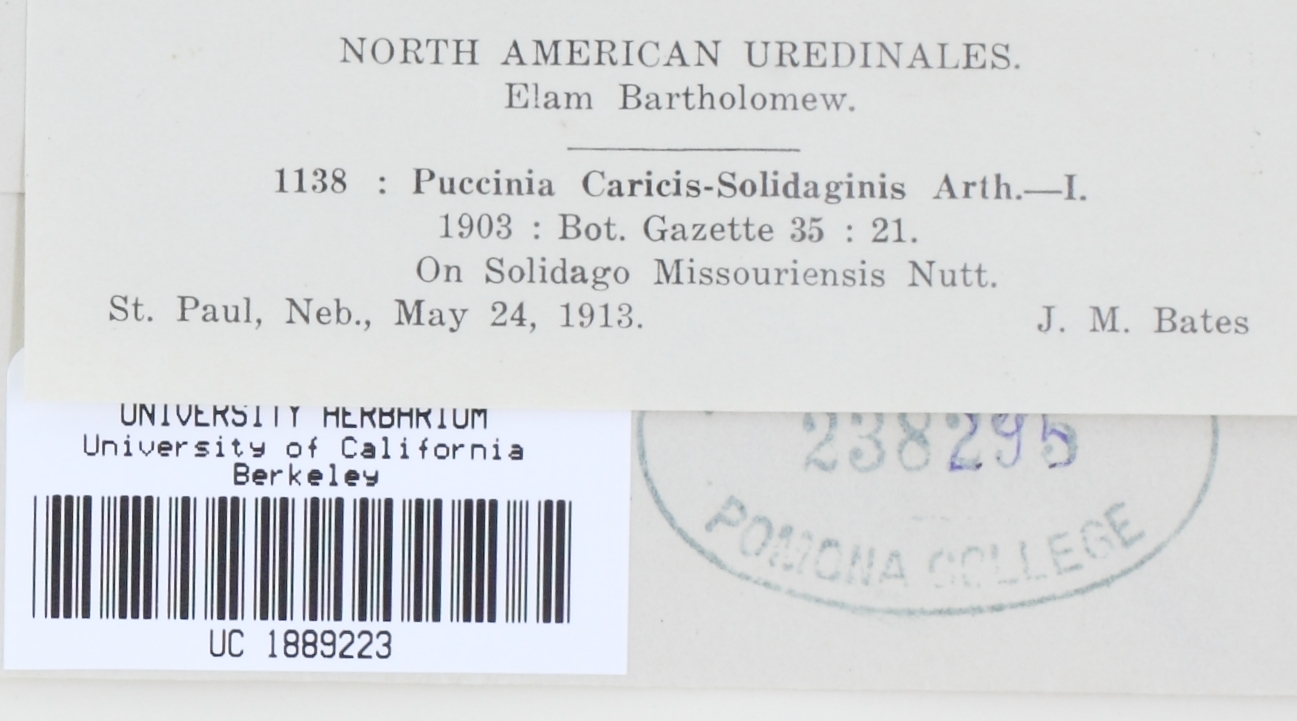 NORTH AMERICAN UREDINALES.
Elam Bartholomew.
1138 : Puccinia Caricis-Solidaginis Arth.—I.
1903 : Bot. Gazette 35 : 21.
On Solidago Missouriensis Nutt.
St. Paul, Neb., May 24, 1913. J. M. Bates
UNIVERSITY HERBARIUM
University of California
Berkeley
UC 1889223
238295
POMONA COLLEGE